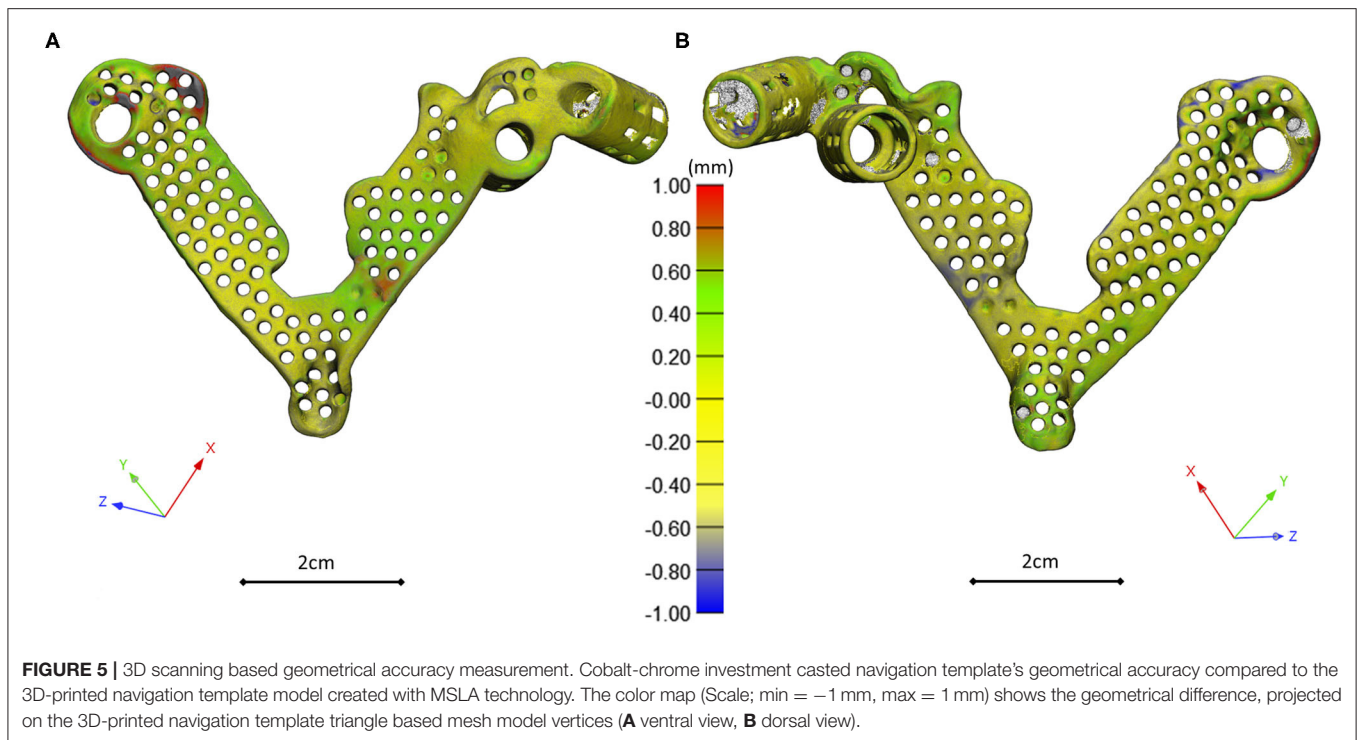 A
B
(mm)
1.00
0.80
0.60
0.40
0.20
-0.00
-0.20
-0.40
-0.60
-0.80
-1.00
X
Y
Z
2cm
X
Y
Z
2cm
FIGURE 5 | 3D scanning based geometrical accuracy measurement. Cobalt-chrome investment casted navigation template's geometrical accuracy compared to the
3D-printed navigation template model created with MSLA technology. The color map (Scale; min = −1 mm, max = 1 mm) shows the geometrical difference, projected
on the 3D-printed navigation template triangle based mesh model vertices (A ventral view, B dorsal view).